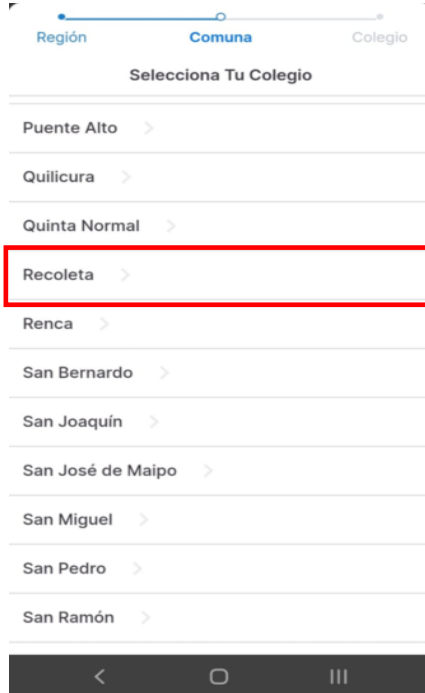 Región Comuna Colegio
Selecciona Tu Colegio
Puente Alto
Quilicura
Quinta Normal
Recoleta
Renca
San Bernardo
San Joaquín
San José de Maipo
San Miguel
San Pedro
San Ramón